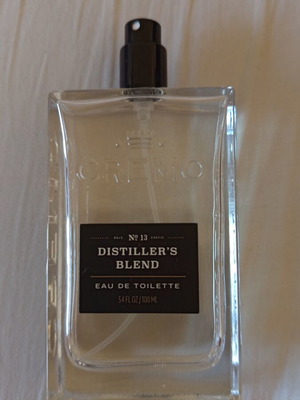 CREMO
Nº 13
DISTILLER'S
BLEND
EAU DE TOILETTE
3.4 FL OZ / 100 ML